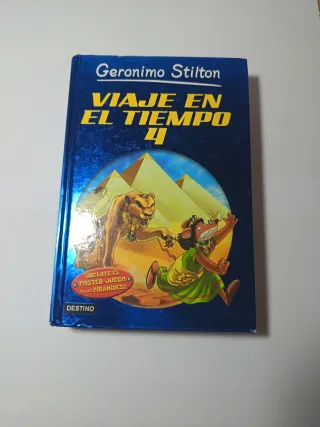 Geronimo Stilton
VIAJE EN
EL TIEMPO
4
¡INCLUYE EL
PÓSTER-JUEGO
DE LAS
PIRÁMIDES!
DESTINO